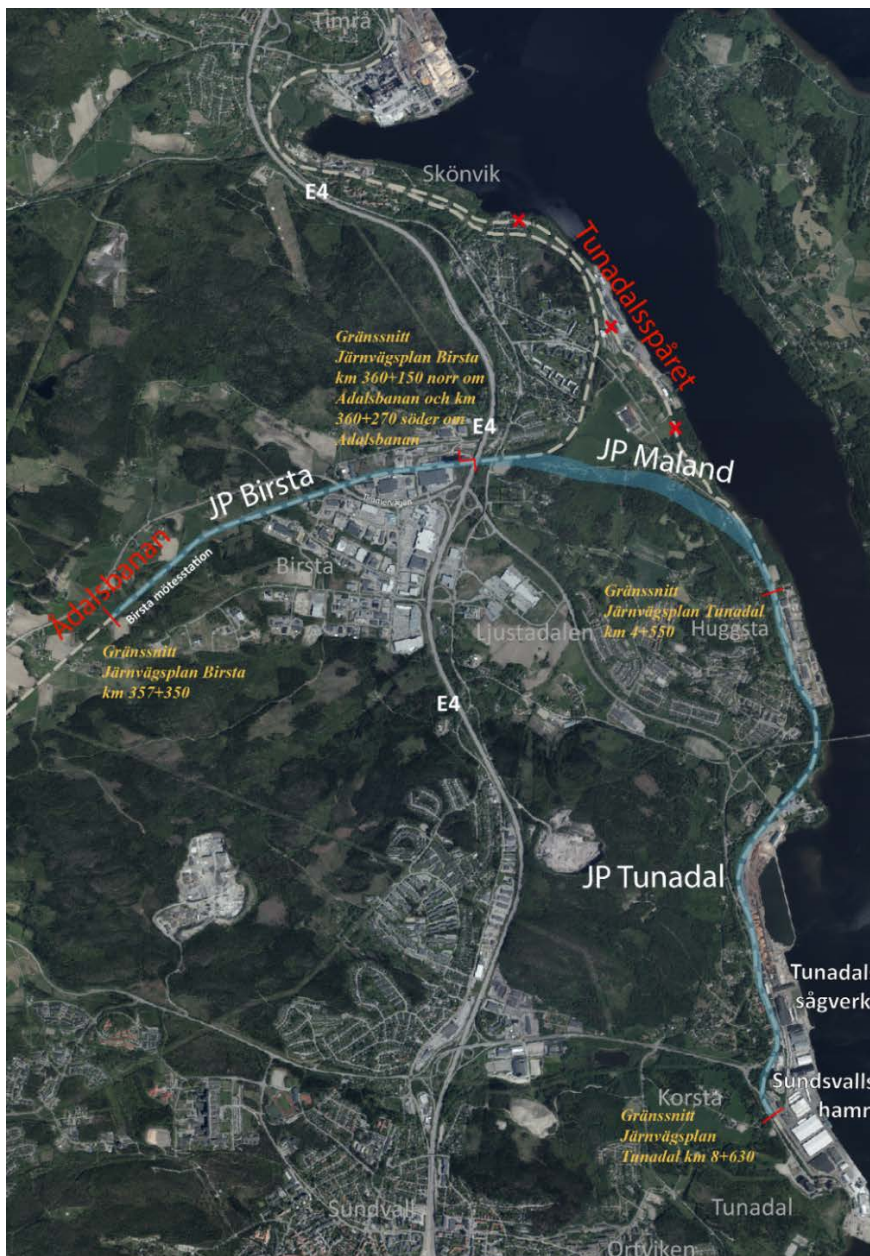 Timrå
Skönvik
E4
Tunadalsspåret
Gränssnitt
Järnvägsplan Birsta
km 360+150 norr om
Ådalsbanan och km
360+270 söder om
Ådalsbanan
E4
JP Maland
JP Birsta
Birsta
Ådalsbanan
Birsta mötesstation
Gränssnitt
Järnvägsplan Tunadal
km 4+550
Ljustadalen
Huggsta
Gränssnitt
Järnvägsplan Birsta
km 357+350
E4
JP Tunadal
Tunadals
sågverk
Sundsvalls
hamn
Korsta
Gränssnitt
Järnvägsplan
Tunadal km 8+630
Tunadal
Sundsvall
Ortviken